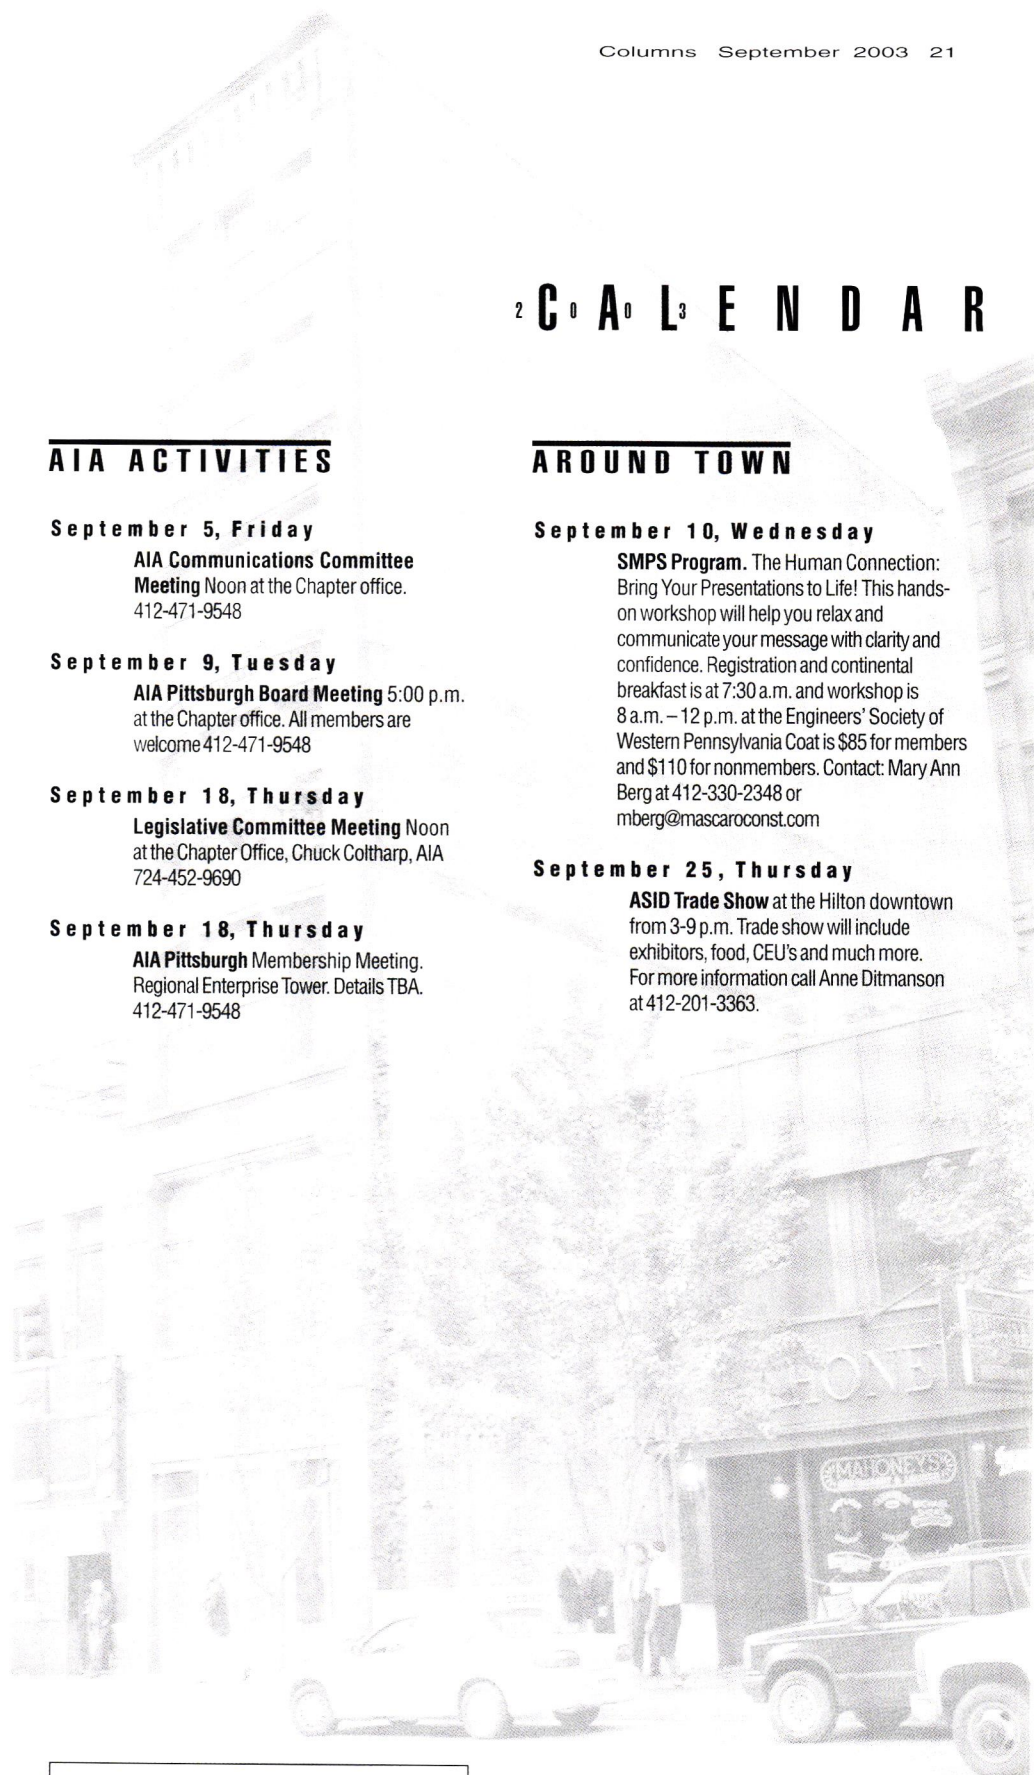 Columns September 2003 21
2003 CALENDAR
AIA ACTIVITIES
September 5, Friday
AIA Communications Committee
Meeting Noon at the Chapter office.
412-471-9548
September 9, Tuesday
AIA Pittsburgh Board Meeting 5:00 p.m.
at the Chapter office. All members are
welcome 412-471-9548
September 18, Thursday
Legislative Committee Meeting Noon
at the Chapter Office, Chuck Coltharp, AIA
724-452-9690
September 18, Thursday
AIA Pittsburgh Membership Meeting.
Regional Enterprise Tower. Details TBA.
412-471-9548
AROUND TOWN
September 10, Wednesday
SMPS Program. The Human Connection:
Bring Your Presentations to Life! This hands-
on workshop will help you relax and
communicate your message with clarity and
confidence. Registration and continental
breakfast is at 7:30 a.m. and workshop is
8 a.m. – 12 p.m. at the Engineers' Society of
Western Pennsylvania Coat is $85 for members
and $110 for nonmembers. Contact: Mary Ann
Berg at 412-330-2348 or
mberg@mascaroconst.com
September 25, Thursday
ASID Trade Show at the Hilton downtown
from 3-9 p.m. Trade show will include
exhibitors, food, CEU's and much more.
For more information call Anne Ditmanson
at 412-201-3363.
HONE
MAHONEYS